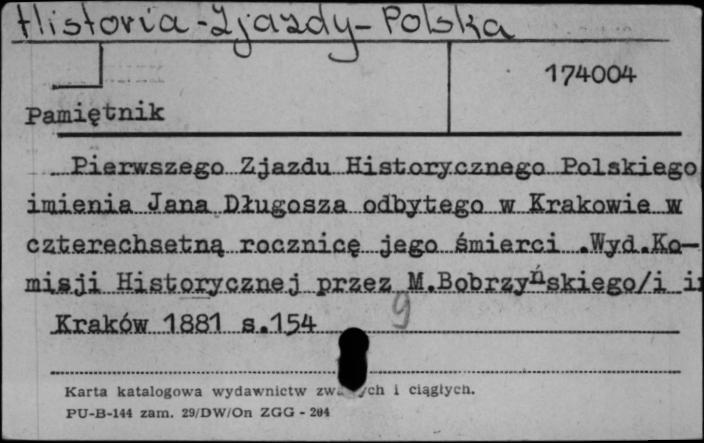 Historia - Zjazdy - Polska
174004
Pamiętnik
Pierwszego Zjazdu Historycznego Polskiego
imienia Jana Długosza odbytego w Krakowie w
czterechsetną rocznicę jego śmierci .Wyd.Ko-
misji Historycznej przez M.Bobrzyńskiego/i
Kraków 1881 s.154
9
Karta katalogowa wydawnictw i ciągłych.
PU-B-144 zam. 29/DW/On ZGG - 204